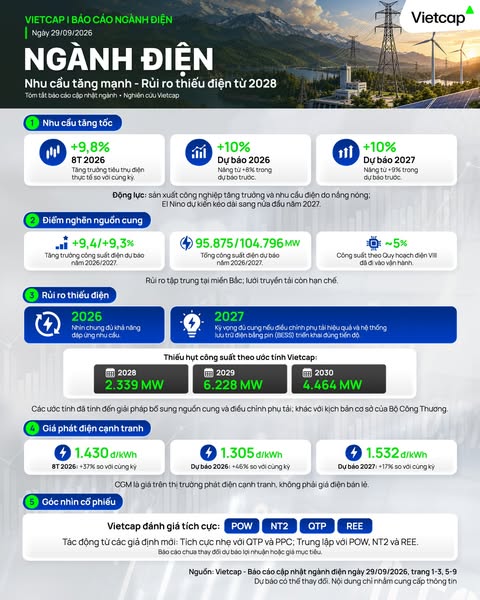 VIETCAP | BÁO CÁO NGÀNH ĐIỆN
Ngày 29/09/2026
Vietcap
NGÀNH ĐIỆN
Nhu cầu tăng mạnh - Rủi ro thiếu điện từ 2028
Tóm tắt báo cáo cập nhật ngành • Nghiên cứu Vietcap
1 Nhu cầu tăng tốc
+9,8%
8T 2026
Tăng trưởng tiêu thụ điện
thực tế so với cùng kỳ.
+10%
Dự báo 2026
Nâng từ +8% trong
dự báo trước.
+10%
Dự báo 2027
Nâng từ +9% trong
dự báo trước.
Động lực: sản xuất công nghiệp tăng trưởng và nhu cầu điện do nắng nóng;
El Nino dự kiến kéo dài sang nửa đầu năm 2027.
2 Điểm nghẽn nguồn cung
+9,4/+9,3%
Tăng trưởng công suất điện dự báo
năm 2026/2027.
95.875/104.796 MW
Tổng công suất điện dự báo
năm 2026/2027.
~5%
Công suất theo Quy hoạch điện VIII
đã đi vào vận hành.
Rủi ro tập trung tại miền Bắc; lưới truyền tải còn hạn chế.
3 Rủi ro thiếu điện
2026
Nhìn chung đủ khả năng
đáp ứng nhu cầu.
2027
Kỳ vọng đủ cung nếu điều chỉnh phụ tải hiệu quả và hệ thống
lưu trữ điện bằng pin (BESS) triển khai đúng tiến độ.
Thiếu hụt công suất theo ước tính Vietcap:
2028
2.339 MW
2029
6.228 MW
2030
4.464 MW
Các ước tính đã tính đến giải pháp bổ sung nguồn cung và điều chỉnh phụ tải; khác với kịch bản cơ sở của Bộ Công Thương.
4 Giá phát điện cạnh tranh
1.430 đ/kWh
8T 2026: +37% so với cùng kỳ
1.305 đ/kWh
Dự báo 2026: +46% so với cùng kỳ
1.532 đ/kWh
Dự báo 2027: +17% so với cùng kỳ
CGM là giá trên thị trường phát điện cạnh tranh, không phải giá điện bán lẻ.
5 Góc nhìn cổ phiếu
Vietcap đánh giá tích cực: POW NT2 QTP REE
Tác động từ các giả định mới: Tích cực nhẹ với QTP và PPC; Trung lập với POW, NT2 và REE.
Báo cáo chưa thay đổi dự báo lợi nhuận hoặc giá mục tiêu.
Nguồn: Vietcap - Báo cáo cập nhật ngành điện ngày 29/09/2026, trang 1-3, 5-9
Dự báo có thể thay đổi. Nội dung chỉ nhằm cung cấp thông tin